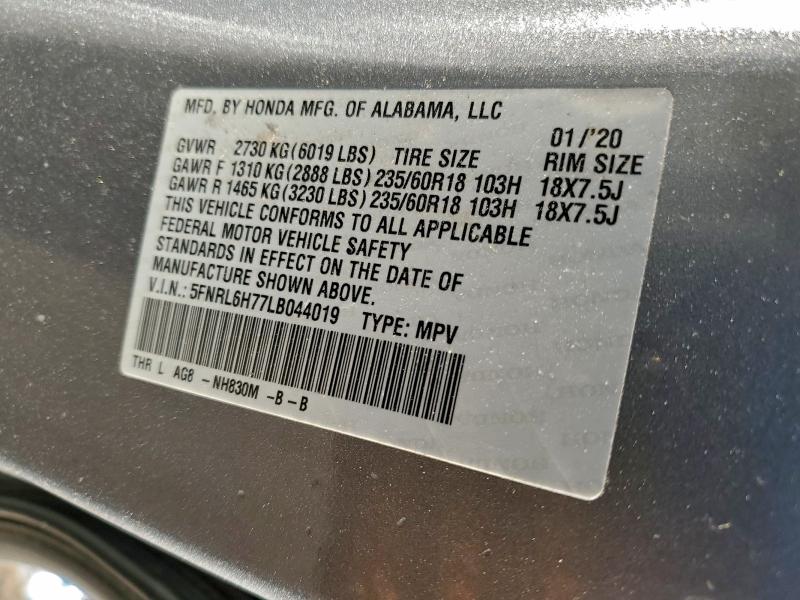 MFD. BY HONDA MFG. OF ALABAMA, LLC
01/'20
GVWR 2730 KG(6019 LBS) TIRE SIZE RIM SIZE
GAWR F 1310 KG(2888 LBS) 235/60R18 103H 18X7.5J
GAWR R 1465 KG(3230 LBS) 235/60R18 103H 18X7.5J
THIS VEHICLE CONFORMS TO ALL APPLICABLE
FEDERAL MOTOR VEHICLE SAFETY
STANDARDS IN EFFECT ON THE DATE OF
MANUFACTURE SHOWN ABOVE.
V.I.N.: 5FNRL6H77LB044019 TYPE: MPV
THR L AG8 -NH830M -B-B